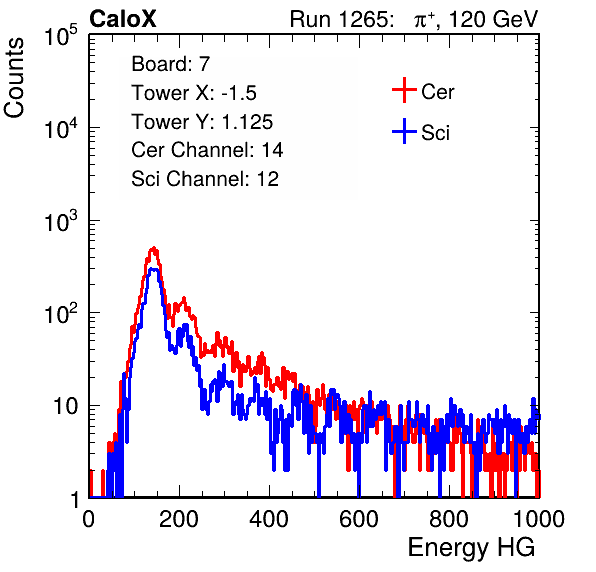 CaloX Run 1265: π⁺, 120 GeV
Counts
10⁵
10⁴
10³
10²
10
1
Board: 7
Tower X: -1.5
Tower Y: 1.125
Cer Channel: 14
Sci Channel: 12
Cer
Sci
0 200 400 600 800 1000
Energy HG